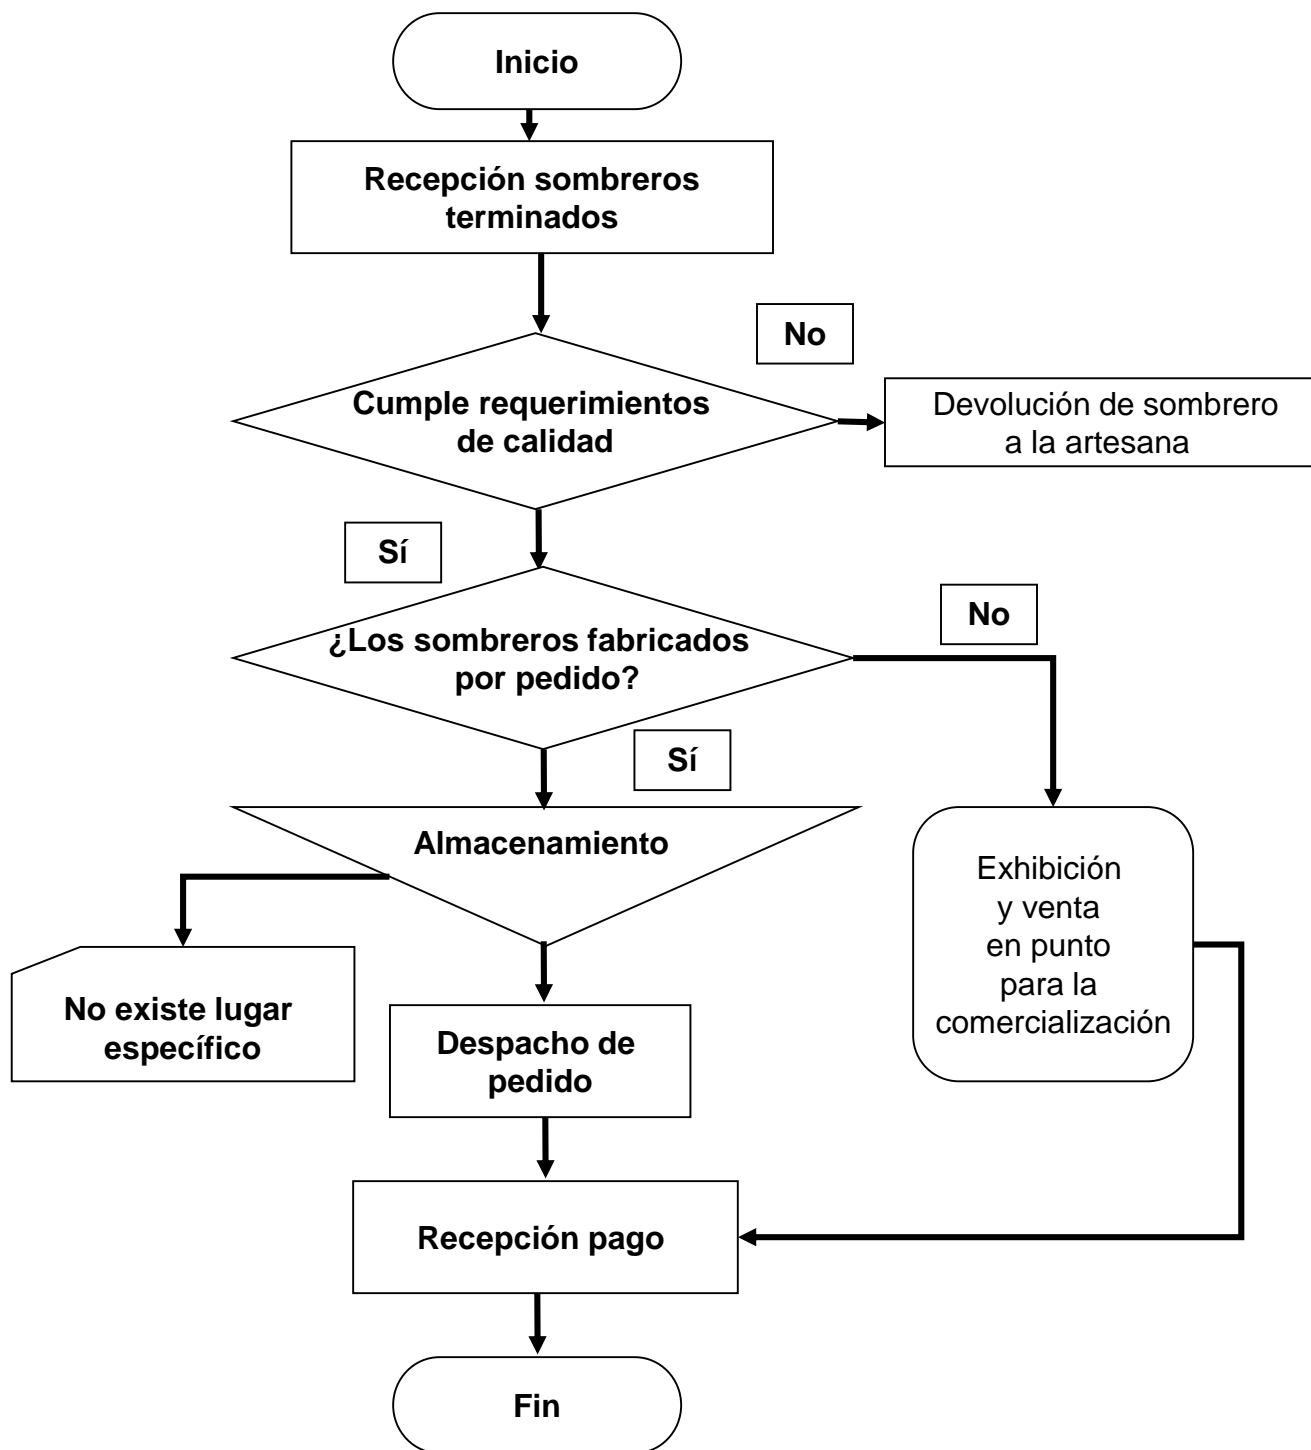 Inicio
Recepción sombreros
terminados
No
Cumple requerimientos
de calidad
Devolución de sombrero
a la artesana
Sí
No
¿Los sombreros fabricados
por pedido?
Sí
Almacenamiento
Exhibición
y venta
en punto
para la
comercialización
No existe lugar
específico
Despacho de
pedido
Recepción pago
Fin